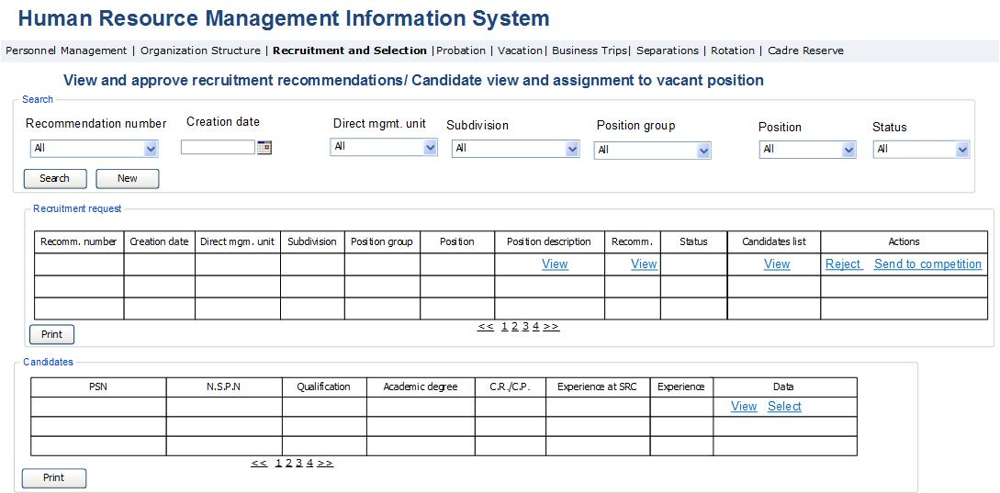 Human Resource Management Information System
Personnel Management | Organization Structure | Recruitment and Selection |Probation | Vacation| Business Trips| Separations | Rotation | Cadre Reserve
View and approve recruitment recommendations/ Candidate view and assignment to vacant position
Search
Recommendation number Creation date Direct mgmt. unit Subdivision Position group Position Status
All All All All All All
Search New
Recruitment request
Recomm. number Creation date Direct mgm. unit Subdivision Position group Position Position description Recomm. Status Candidates list Actions
View View View Reject Send to competition
<< 1 2 3 4 >>
Print
Candidates
PSN N.S.P.N Qualification Academic degree C.R./C.P. Experience at SRC Experience Data
View Select
<< 1 2 3 4 >>
Print